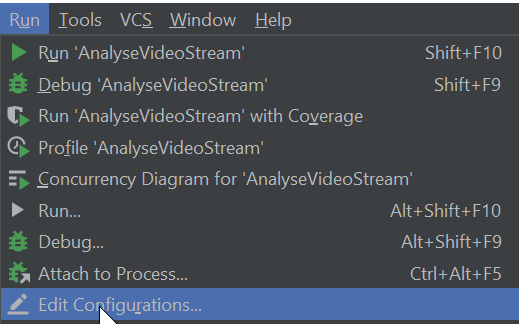 Run Tools VCS Window Help
Run 'AnalyseVideoStream' Shift+F10
Debug 'AnalyseVideoStream' Shift+F9
Run 'AnalyseVideoStream' with Coverage
Profile 'AnalyseVideoStream'
Concurrency Diagram for 'AnalyseVideoStream'
Run... Alt+Shift+F10
Debug... Alt+Shift+F9
Attach to Process... Ctrl+Alt+F5
Edit Configurations...